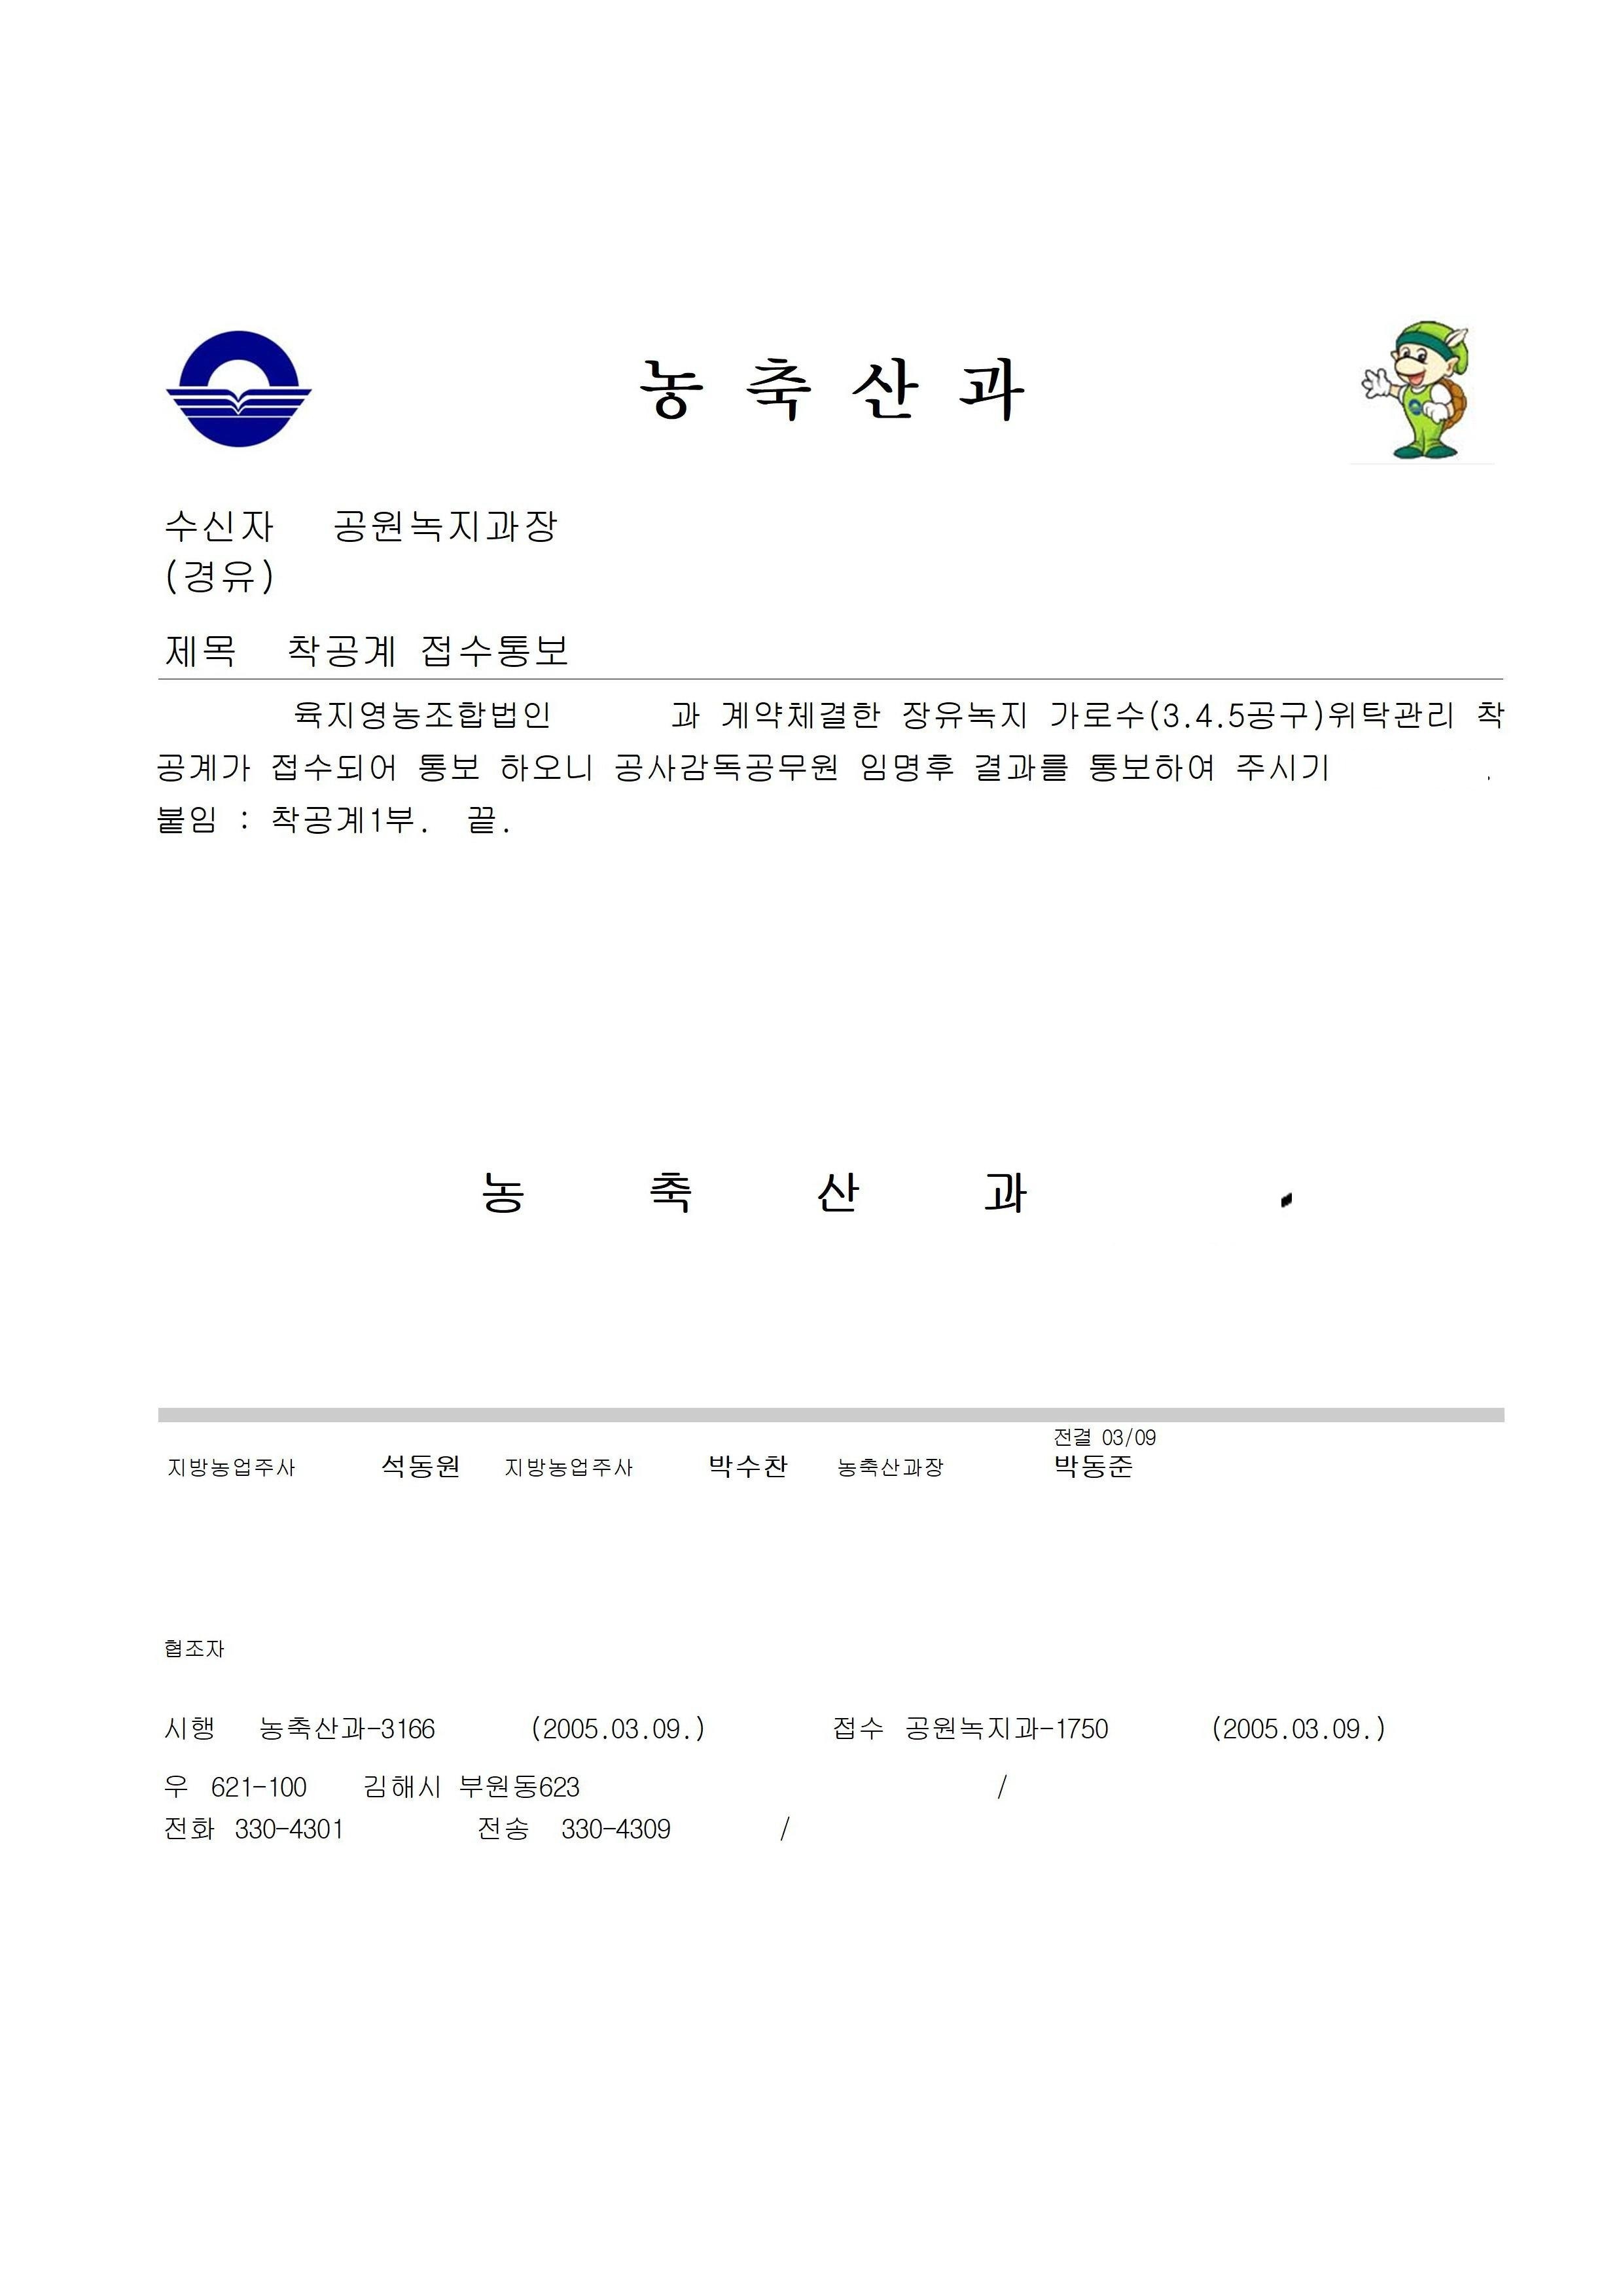 농 축 산 과
수신자 공원녹지과장
(경유)
제목 착공계 접수통보
육지영농조합법인 과 계약체결한 장유녹지 가로수(3.4.5공구)위탁관리 착
공계가 접수되어 통보 하오니 공사감독공무원 임명후 결과를 통보하여 주시기 .
붙임 : 착공계1부. 끝.
농 축 산 과
전결 03/09
지방농업주사 석동원 지방농업주사 박수찬 농축산과장 박동준
협조자
시행 농축산과-3166 (2005.03.09.) 접수 공원녹지과-1750 (2005.03.09.)
우 621-100 김해시 부원동623 /
전화 330-4301 전송 330-4309 /